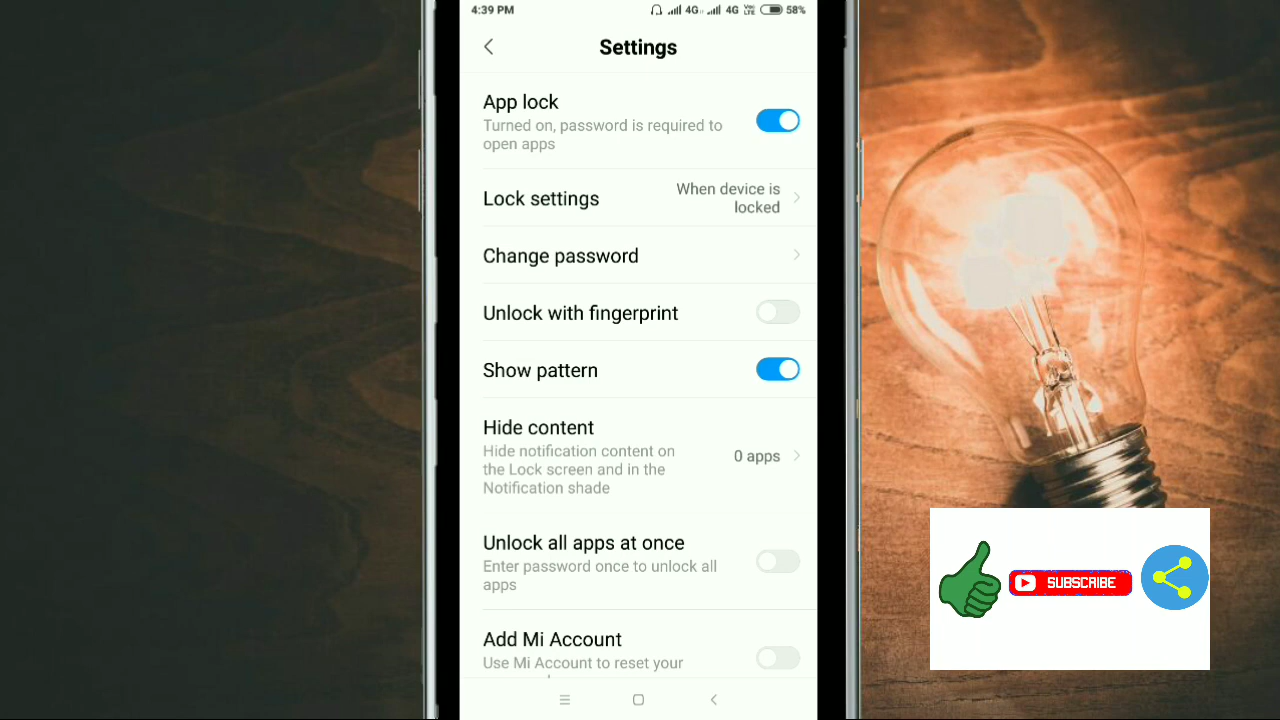 4:39 PM 4G 4G VoLTE 58%
Settings
App lock
Turned on, password is required to
open apps
Lock settings
When device is
locked
Change password
Unlock with fingerprint
Show pattern
Hide content
Hide notification content on
the Lock screen and in the
Notification shade
0 apps
Unlock all apps at once
Enter password once to unlock all
apps
Add Mi Account
Use Mi Account to reset your
SUBSCRIBE